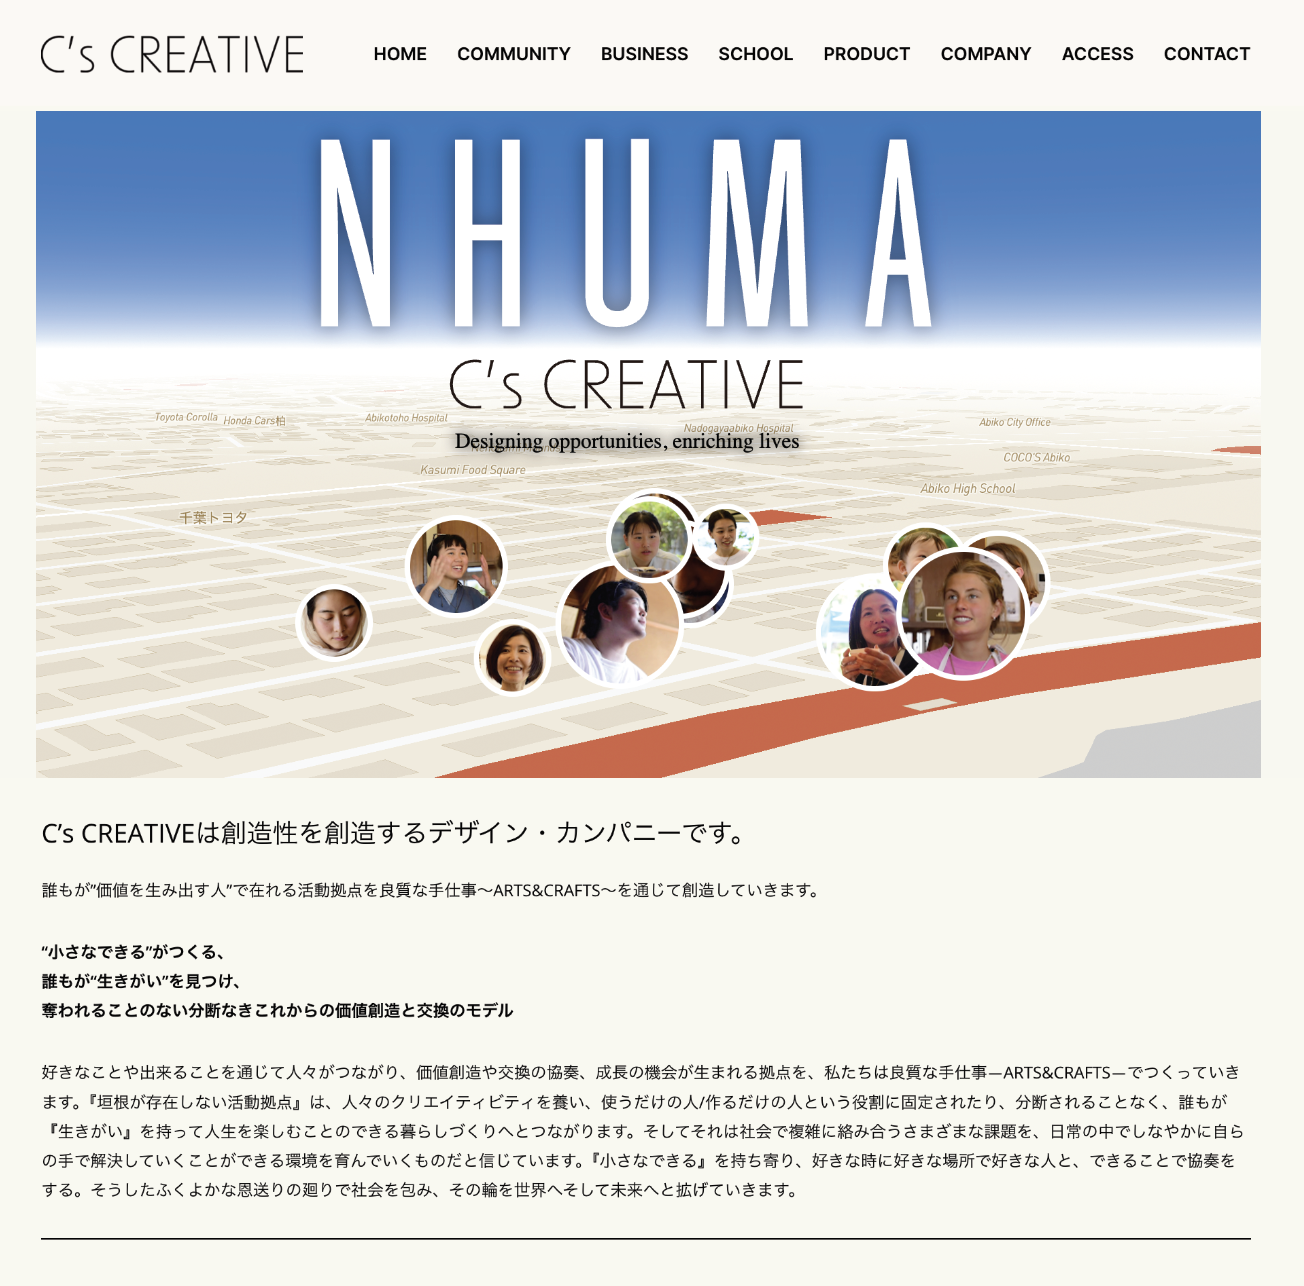 C's CREATIVE
HOME COMMUNITY BUSINESS SCHOOL PRODUCT COMPANY ACCESS CONTACT
NHUMA
C's CREATIVE
Toyota Corolla
Honda Cars柏
Abikotoho Hospital
Nadogayaabiko Hospital
Abiko City Office
Designing opportunities, enriching lives
COCO'S Abiko
Kasumi Food Square
Abiko High School
千葉トヨタ
C’s CREATIVEは創造性を創造するデザイン・カンパニーです。
誰もが”価値を生み出す人”で在れる活動拠点を良質な手仕事〜ARTS&CRAFTS〜を通じて創造していきます。
“小さなできる”がつくる、
誰もが“生きがい”を見つけ、
奪われることのない分断なきこれからの価値創造と交換のモデル
好きなことや出来ることを通じて人々がつながり、価値創造や交換の協奏、成長の機会が生まれる拠点を、私たちは良質な手仕事—ARTS&CRAFTS—でつくっていき
ます。『垣根が存在しない活動拠点』は、人々のクリエイティビティを養い、使うだけの人/作るだけの人という役割に固定されたり、分断されることなく、誰もが
『生きがい』を持って人生を楽しむことのできる暮らしづくりへとつながります。そしてそれは社会で複雑に絡み合うさまざまな課題を、日常の中でしなやかに自ら
の手で解決していくことができる環境を育んでいくものだと信じています。『小さなできる』を持ち寄り、好きな時に好きな場所で好きな人と、できることで協奏を
する。そうしたふくよかな恩送りの廻りで社会を包み、その輪を世界へそして未来へと拡げていきます。